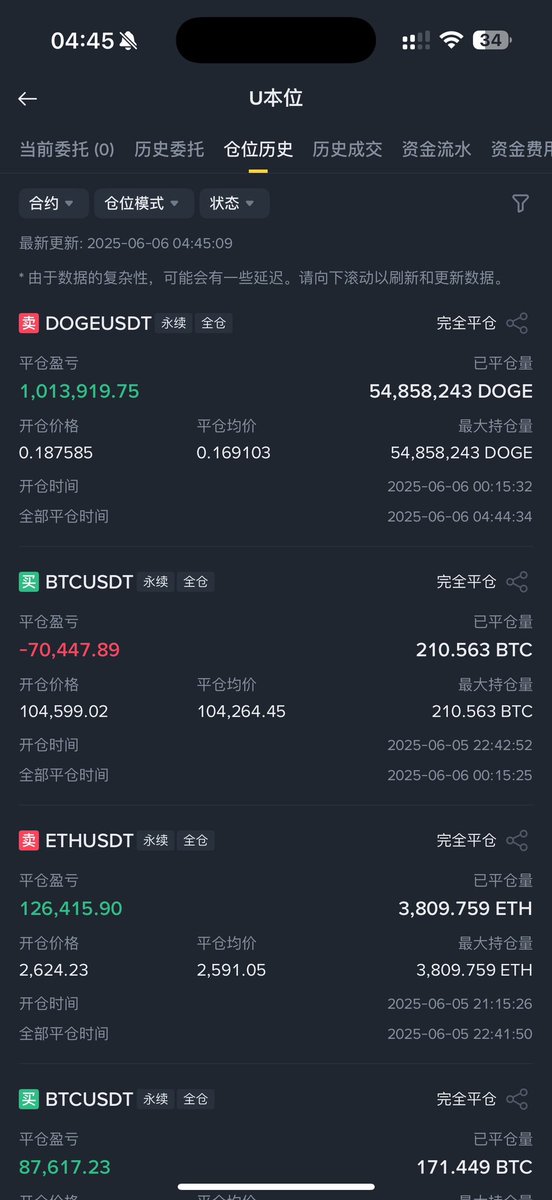 04:45 34
U本位
当前委托 (0) 历史委托 仓位历史 历史成交 资金流水 资金费用
合约 仓位模式 状态
最新更新: 2025-06-06 04:45:09
* 由于数据的复杂性，可能会有一些延迟。请向下滚动以刷新和更新数据。
卖 DOGEUSDT 永续 全仓 完全平仓
平仓盈亏 已平仓量
1,013,919.75 54,858,243 DOGE
开仓价格 平仓均价 最大持仓量
0.187585 0.169103 54,858,243 DOGE
开仓时间 2025-06-06 00:15:32
全部平仓时间 2025-06-06 04:44:34
买 BTCUSDT 永续 全仓 完全平仓
平仓盈亏 已平仓量
-70,447.89 210.563 BTC
开仓价格 平仓均价 最大持仓量
104,599.02 104,264.45 210.563 BTC
开仓时间 2025-06-05 22:42:52
全部平仓时间 2025-06-06 00:15:25
卖 ETHUSDT 永续 全仓 完全平仓
平仓盈亏 已平仓量
126,415.90 3,809.759 ETH
开仓价格 平仓均价 最大持仓量
2,624.23 2,591.05 3,809.759 ETH
开仓时间 2025-06-05 21:15:26
全部平仓时间 2025-06-05 22:41:50
买 BTCUSDT 永续 全仓 完全平仓
平仓盈亏 已平仓量
87,617.23 171.449 BTC